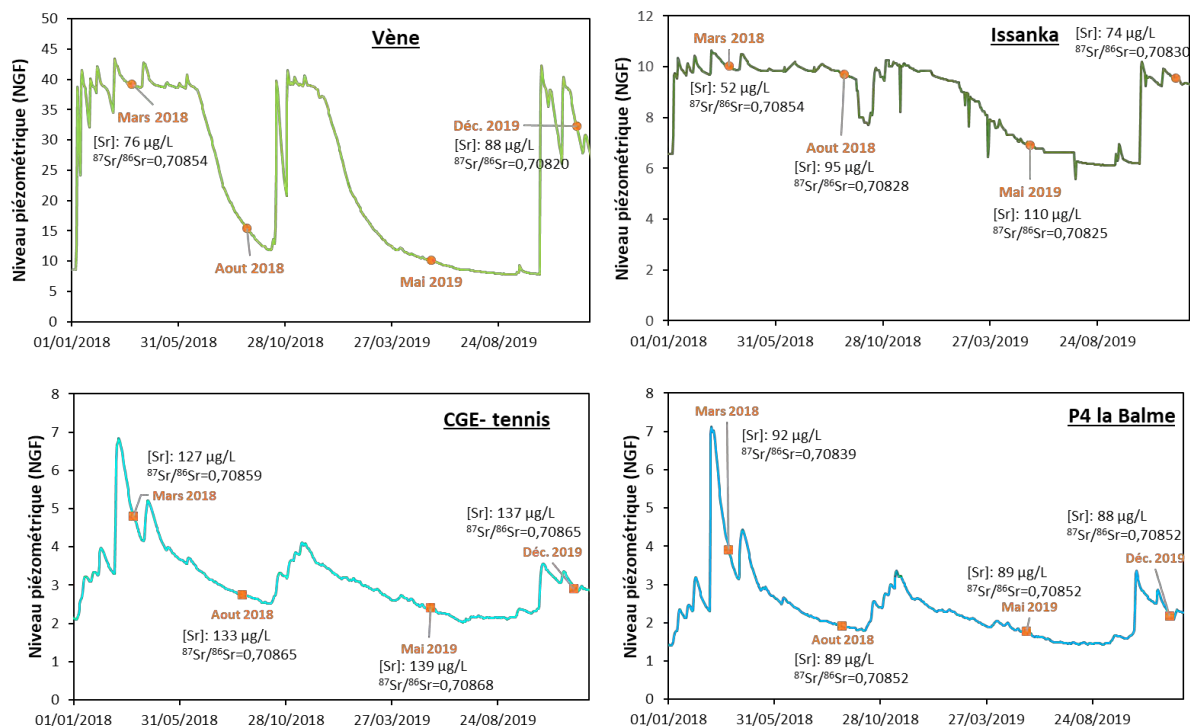 Vène
Niveau piézométrique (NGF)
50
45
40
35
30
25
20
15
10
5
0
Mars 2018
[Sr]: 76 µg/L
⁸⁷Sr/⁸⁶Sr=0,70854
Aout 2018
Déc. 2019
[Sr]: 88 µg/L
⁸⁷Sr/⁸⁶Sr=0,70820
Mai 2019
01/01/2018 31/05/2018 28/10/2018 27/03/2019 24/08/2019
Issanka
Niveau piézométrique (NGF)
12
10
8
6
4
2
0
Mars 2018
[Sr]: 52 µg/L
⁸⁷Sr/⁸⁶Sr=0,70854
Aout 2018
[Sr]: 95 µg/L
⁸⁷Sr/⁸⁶Sr=0,70828
Mai 2019
[Sr]: 110 µg/L
⁸⁷Sr/⁸⁶Sr=0,70825
[Sr]: 74 µg/L
⁸⁷Sr/⁸⁶Sr=0,70830
Déc. 2019
01/01/2018 31/05/2018 28/10/2018 27/03/2019 24/08/2019
CGE- tennis
Niveau piézométrique (NGF)
8
7
6
5
4
3
2
1
0
[Sr]: 127 µg/L
⁸⁷Sr/⁸⁶Sr=0,70859
Mars 2018
Aout 2018
[Sr]: 133 µg/L
⁸⁷Sr/⁸⁶Sr=0,70865
Mai 2019
[Sr]: 139 µg/L
⁸⁷Sr/⁸⁶Sr=0,70868
[Sr]: 137 µg/L
⁸⁷Sr/⁸⁶Sr=0,70865
Déc. 2019
01/01/2018 31/05/2018 28/10/2018 27/03/2019 24/08/2019
P4 la Balme
Niveau piézométrique (NGF)
8
7
6
5
4
3
2
1
0
Mars 2018
[Sr]: 92 µg/L
⁸⁷Sr/⁸⁶Sr=0,70839
Aout 2018
[Sr]: 89 µg/L
⁸⁷Sr/⁸⁶Sr=0,70852
[Sr]: 89 µg/L
⁸⁷Sr/⁸⁶Sr=0,70852
Mai 2019
[Sr]: 88 µg/L
⁸⁷Sr/⁸⁶Sr=0,70852
Déc. 2019
01/01/2018 31/05/2018 28/10/2018 27/03/2019 24/08/2019